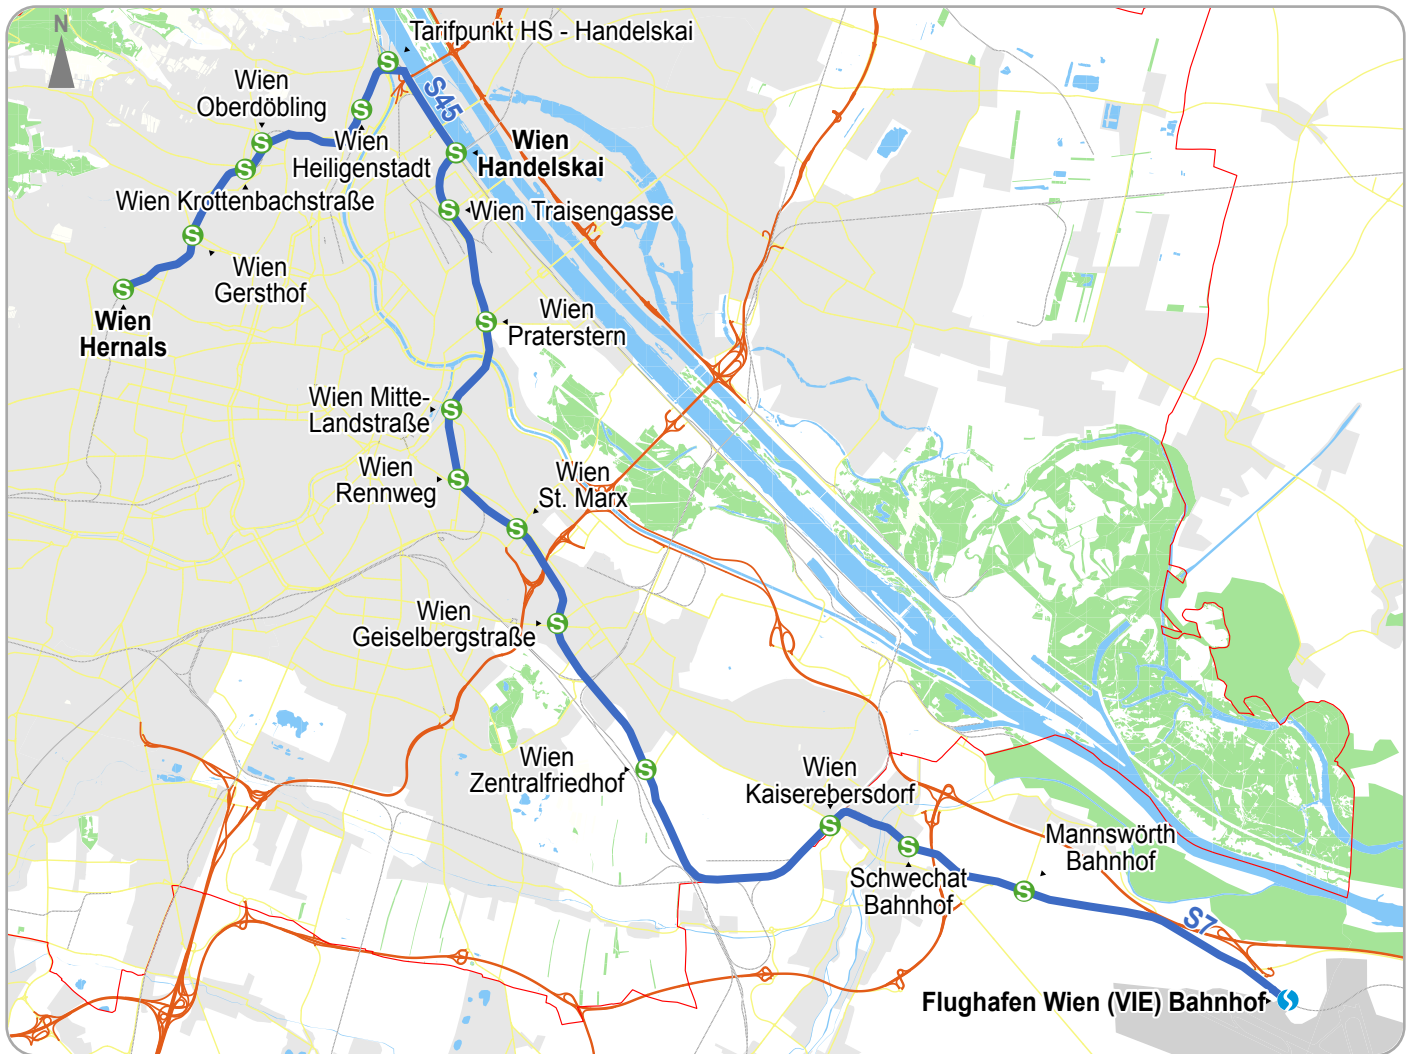 N
Tarifpunkt HS - Handelskai
Wien
Oberdöbling
S45
Wien
Heiligenstadt
Wien
Handelskai
Wien Krottenbachstraße
Wien Traisengasse
Wien
Gersthof
Wien
Hernals
Wien
Praterstern
Wien Mitte-
Landstraße
Wien
Rennweg
Wien
St. Marx
Wien
Geiselbergstraße
Wien
Zentralfriedhof
Wien
Kaiserebersdorf
Schwechat
Bahnhof
Mannswörth
Bahnhof
S7
Flughafen Wien (VIE) Bahnhof